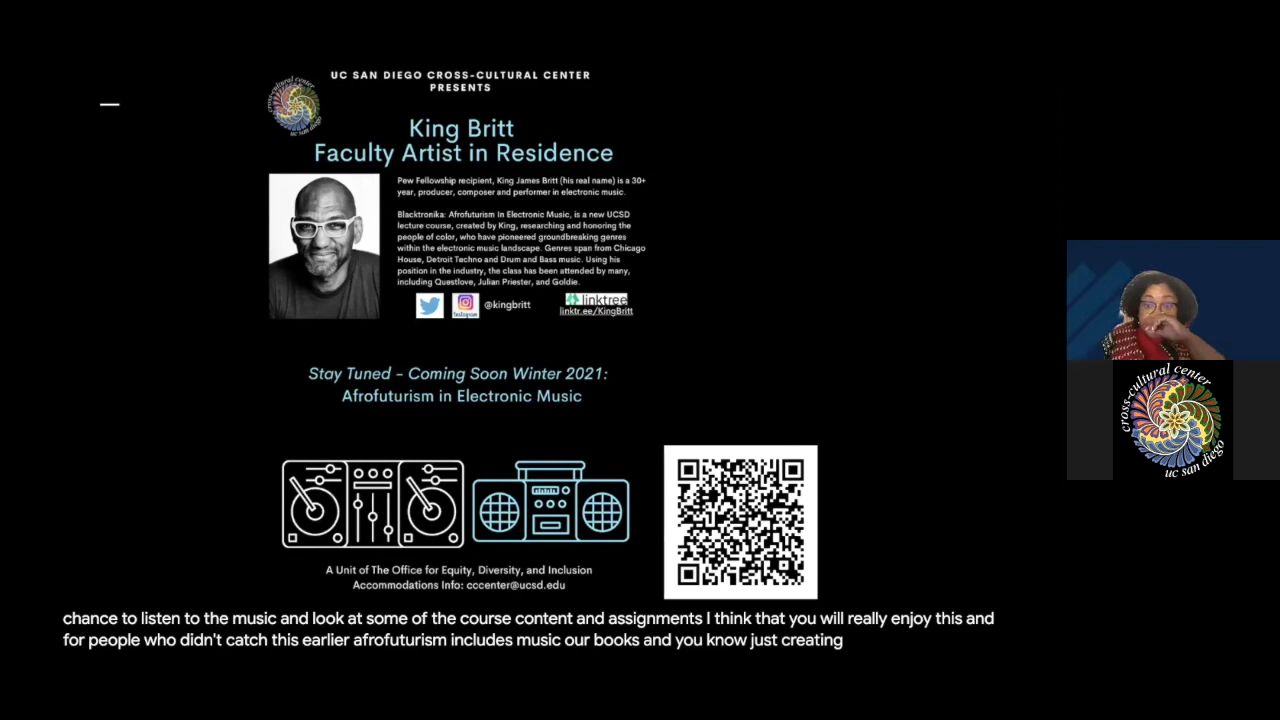 UC SAN DIEGO CROSS-CULTURAL CENTER
PRESENTS
cross-cultural center
uc san diego
King Britt
Faculty Artist in Residence
Pew Fellowship recipient, King James Britt (his real name) is a 30+
year, producer, composer and performer in electronic music.
Blacktronika: Afrofuturism In Electronic Music, is a new UCSD
lecture course, created by King, researching and honoring the
people of color, who have pioneered groundbreaking genres
within the electronic music landscape. Genres span from Chicago
House, Detroit Techno and Drum and Bass music. Using his
position in the industry, the class has been attended by many,
including Questlove, Julian Priester, and Goldie.
Instagram
@kingbritt
linktree
linktr.ee/KingBritt
Stay Tuned - Coming Soon Winter 2021:
Afrofuturism in Electronic Music
A Unit of The Office for Equity, Diversity, and Inclusion
Accommodations Info: cccenter@ucsd.edu
cross-cultural center
uc san diego
chance to listen to the music and look at some of the course content and assignments I think that you will really enjoy this and
for people who didn't catch this earlier afrofuturism includes music our books and you know just creating